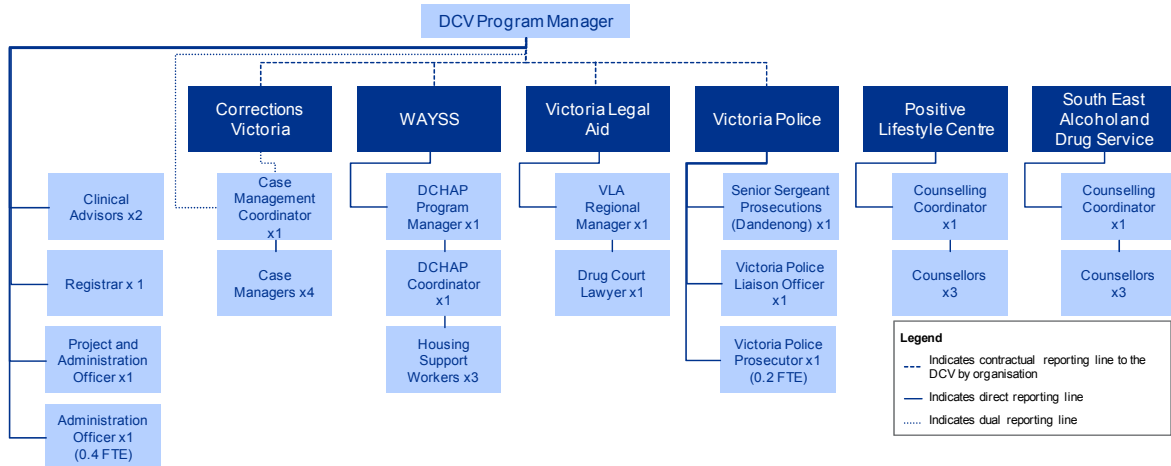 DCV Program Manager
Corrections
Victoria
WAYSS
Victoria Legal
Aid
Victoria Police
Positive
Lifestyle Centre
South East
Alcohol and
Drug Service
Clinical
Advisors x2
Case
Management
Coordinator
x1
DCHAP
Program
Manager x1
VLA
Regional
Manager x1
Senior Sergeant
Prosecutions
(Dandenong) x1
Counselling
Coordinator
x1
Counselling
Coordinator
x1
Registrar x 1
Case
Managers x4
DCHAP
Coordinator
x1
Drug Court
Lawyer x1
Victoria Police
Liaison Officer
x1
Counsellors
x3
Counsellors
x3
Project and
Administration
Officer x1
Housing
Support
Workers x3
Victoria Police
Prosecutor x1
(0.2 FTE)
Administration
Officer x1
(0.4 FTE)
Legend
Indicates contractual reporting line to the
DCV by organisation
Indicates direct reporting line
Indicates dual reporting line